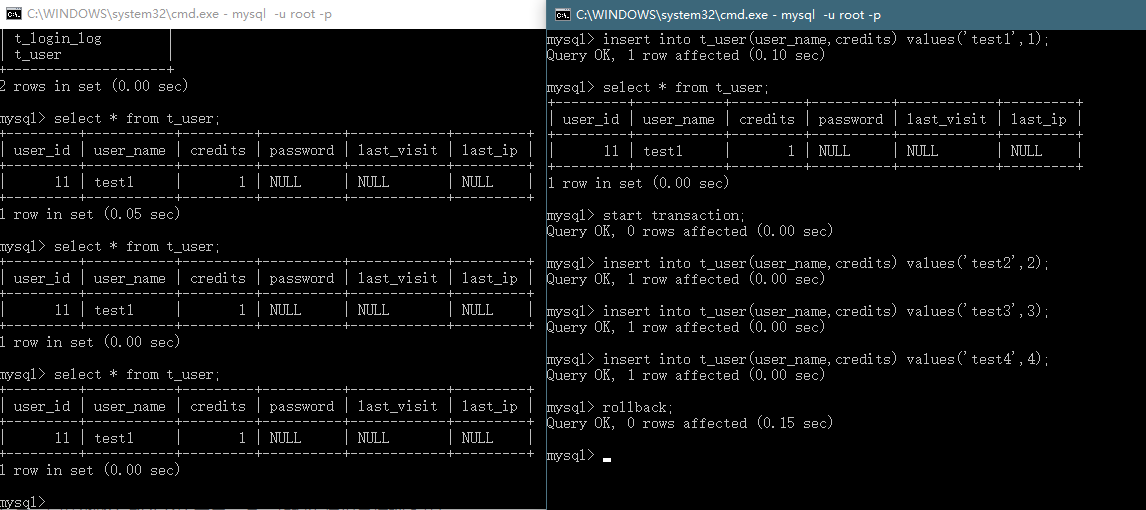 C:\WINDOWS\system32\cmd.exe - mysql  -u root -p
| t_login_log        |
| t_user             |
+--------------------+
2 rows in set (0.00 sec)
mysql> select * from t_user;
+---------+-----------+---------+----------+------------+---------+
| user_id | user_name | credits | password | last_visit | last_ip |
+---------+-----------+---------+----------+------------+---------+
|      11 | test1     |       1 | NULL     | NULL       | NULL    |
+---------+-----------+---------+----------+------------+---------+
1 row in set (0.05 sec)
mysql> select * from t_user;
+---------+-----------+---------+----------+------------+---------+
| user_id | user_name | credits | password | last_visit | last_ip |
+---------+-----------+---------+----------+------------+---------+
|      11 | test1     |       1 | NULL     | NULL       | NULL    |
+---------+-----------+---------+----------+------------+---------+
1 row in set (0.00 sec)
mysql> select * from t_user;
+---------+-----------+---------+----------+------------+---------+
| user_id | user_name | credits | password | last_visit | last_ip |
+---------+-----------+---------+----------+------------+---------+
|      11 | test1     |       1 | NULL     | NULL       | NULL    |
+---------+-----------+---------+----------+------------+---------+
1 row in set (0.00 sec)
mysql>
C:\WINDOWS\system32\cmd.exe - mysql  -u root -p
mysql> insert into t_user(user_name,credits) values('test1',1);
Query OK, 1 row affected (0.10 sec)
mysql> select * from t_user;
+---------+-----------+---------+----------+------------+---------+
| user_id | user_name | credits | password | last_visit | last_ip |
+---------+-----------+---------+----------+------------+---------+
|      11 | test1     |       1 | NULL     | NULL       | NULL    |
+---------+-----------+---------+----------+------------+---------+
1 row in set (0.00 sec)
mysql> start transaction;
Query OK, 0 rows affected (0.00 sec)
mysql> insert into t_user(user_name,credits) values('test2',2);
Query OK, 1 row affected (0.00 sec)
mysql> insert into t_user(user_name,credits) values('test3',3);
Query OK, 1 row affected (0.00 sec)
mysql> insert into t_user(user_name,credits) values('test4',4);
Query OK, 1 row affected (0.00 sec)
mysql> rollback;
Query OK, 0 rows affected (0.15 sec)
mysql>